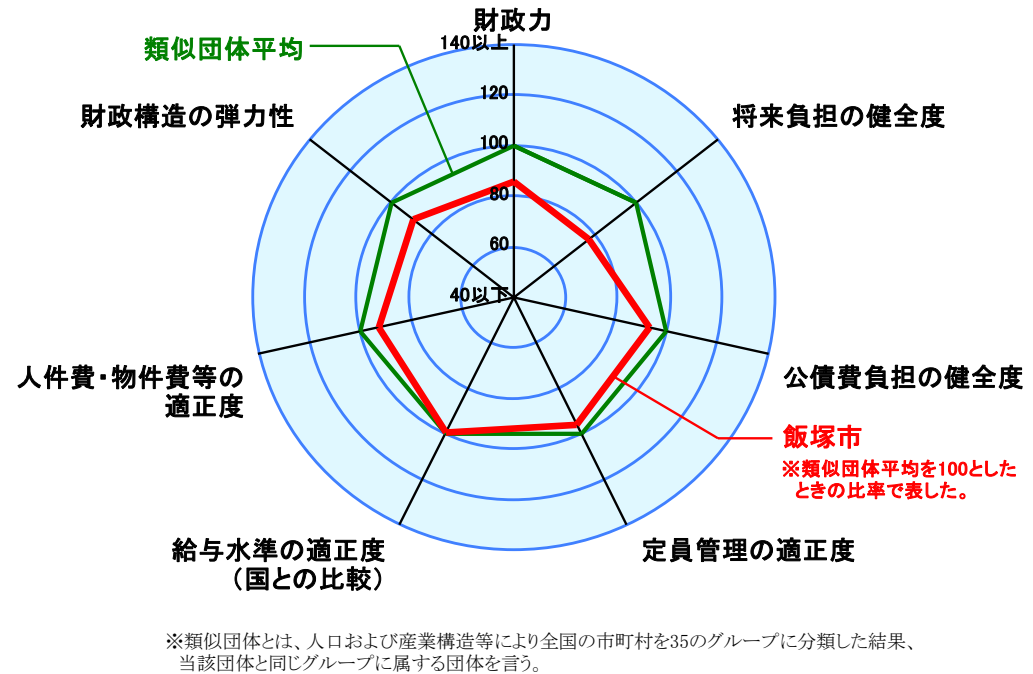 財政力
140以上
類似団体平均
120
財政構造の弾力性
将来負担の健全度
100
80
60
40以下
人件費・物件費等の
適正度
公債費負担の健全度
飯塚市
※類似団体平均を100とした
ときの比率で表した。
給与水準の適正度
（国との比較）
定員管理の適正度
※類似団体とは、人口および産業構造等により全国の市町村を35のグループに分類した結果、
当該団体と同じグループに属する団体を言う。